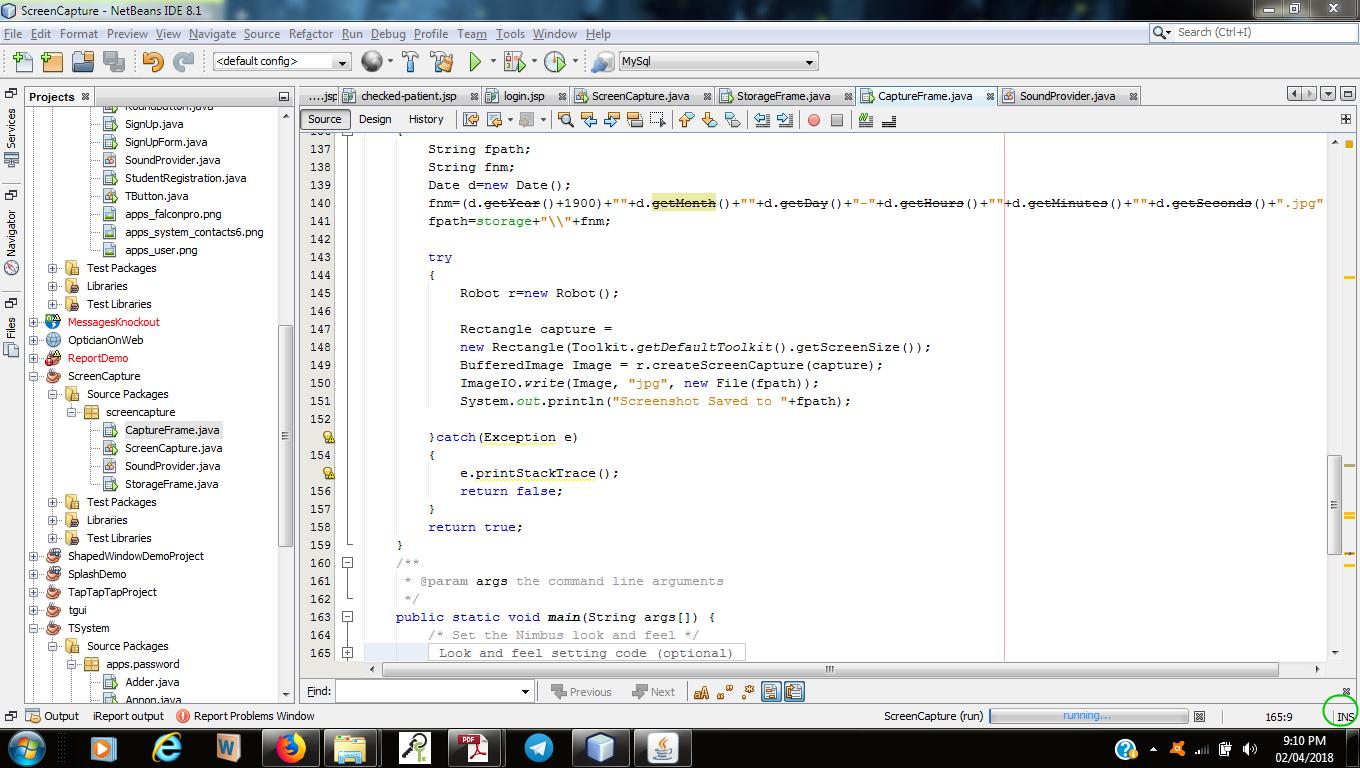 ScreenCapture - NetBeans IDE 8.1
File Edit Format Preview View Navigate Source Refactor Run Debug Profile Team Tools Window Help
Search (Ctrl+I)
<default config>
MySql
Projects
....jsp checked-patient.jsp login.jsp ScreenCapture.java StorageFrame.java CaptureFrame.java SoundProvider.java
Source Design History
Services
Navigator
Files
SignUp.java
SignUpForm.java
SoundProvider.java
StudentRegistration.java
TButton.java
apps_falconpro.png
apps_system_contacts6.png
apps_user.png
Test Packages
Libraries
Test Libraries
MessagesKnockout
OpticianOnWeb
ReportDemo
ScreenCapture
Source Packages
screencapture
CaptureFrame.java
ScreenCapture.java
SoundProvider.java
StorageFrame.java
Test Packages
Libraries
Test Libraries
ShapedWindowDemoProject
SplashDemo
TapTapTapProject
tgui
TSystem
Source Packages
apps.password
Adder.java
Annon.java
136 {
137 String fpath;
138 String fnm;
139 Date d=new Date();
140 fnm=(d.getYear()+1900)+""+d.getMonth()+""+d.getDay()+"-"+d.getHours()+""+d.getMinutes()+""+d.getSeconds()+".jpg"
141 fpath=storage+"\\"+fnm;
142
143 try
144 {
145 Robot r=new Robot();
146
147 Rectangle capture =
148 new Rectangle(Toolkit.getDefaultToolkit().getScreenSize());
149 BufferedImage Image = r.createScreenCapture(capture);
150 ImageIO.write(Image, "jpg", new File(fpath));
151 System.out.println("Screenshot Saved to "+fpath);
152
}catch(Exception e)
154 {
e.printStackTrace();
156 return false;
157 }
158 return true;
159 }
160 /**
161 * @param args the command line arguments
162 */
163 public static void main(String args[]) {
164 /* Set the Nimbus look and feel */
165 Look and feel setting code (optional)
Find: Previous Next
Output iReport output Report Problems Window
ScreenCapture (run) running... 165:9 INS
9:10 PM
02/04/2018